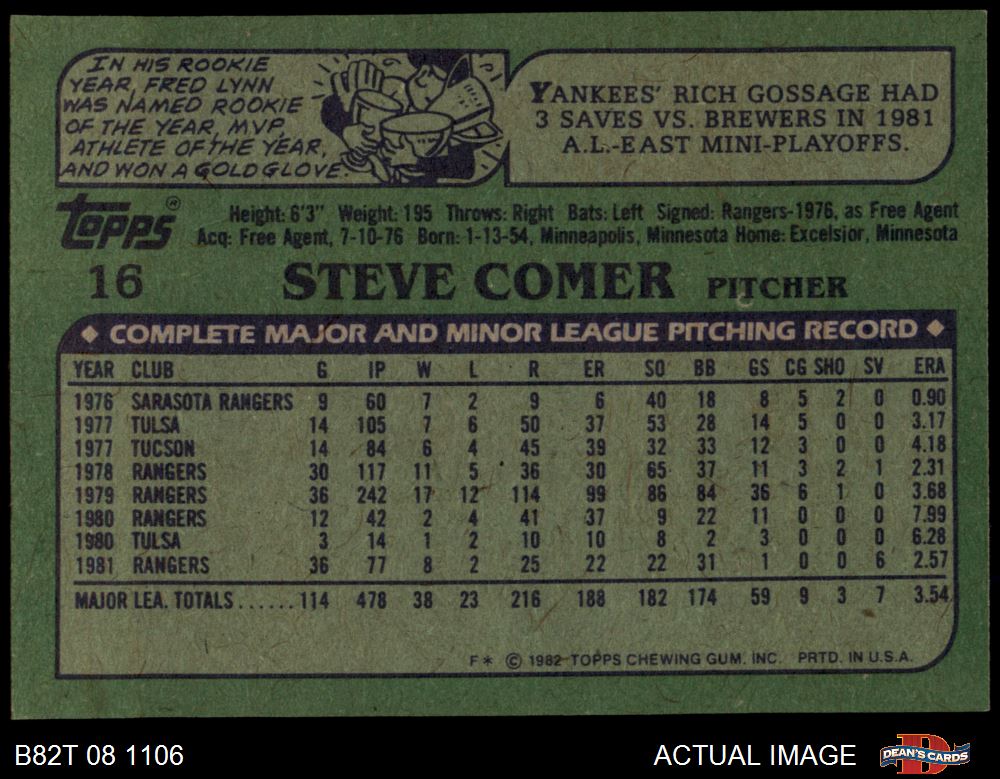 IN HIS ROOKIE
YEAR, FRED LYNN
WAS NAMED ROOKIE
OF THE YEAR, MVP,
ATHLETE OF THE YEAR,
AND WON A GOLD GLOVE.
YANKEES' RICH GOSSAGE HAD
3 SAVES VS. BREWERS IN 1981
A.L.-EAST MINI-PLAYOFFS.
Topps®
Height: 6'3" Weight: 195 Throws: Right Bats: Left Signed: Rangers-1976, as Free Agent
Acq: Free Agent, 7-10-76 Born: 1-13-54, Minneapolis, Minnesota Home: Excelsior, Minnesota
16 STEVE COMER PITCHER
◆ COMPLETE MAJOR AND MINOR LEAGUE PITCHING RECORD ◆
YEAR CLUB G IP W L R ER SO BB GS CG SHO SV ERA
1976 SARASOTA RANGERS 9 60 7 2 9 6 40 18 8 5 2 0 0.90
1977 TULSA 14 105 7 6 50 37 53 28 14 5 0 0 3.17
1977 TUCSON 14 84 6 4 45 39 32 33 12 3 0 0 4.18
1978 RANGERS 30 117 11 5 36 30 65 37 11 3 2 1 2.31
1979 RANGERS 36 242 17 12 114 99 86 84 36 6 1 0 3.68
1980 RANGERS 12 42 2 4 41 37 9 22 11 0 0 0 7.99
1980 TULSA 3 14 1 2 10 10 8 2 3 0 0 0 6.28
1981 RANGERS 36 77 8 2 25 22 22 31 1 0 0 6 2.57
MAJOR LEA. TOTALS......114 478 38 23 216 188 182 174 59 9 3 7 3.54
F* © 1982 TOPPS CHEWING GUM, INC. PRTD. IN U.S.A.
B82T 08 1106
ACTUAL IMAGE
DEAN'S CARDS